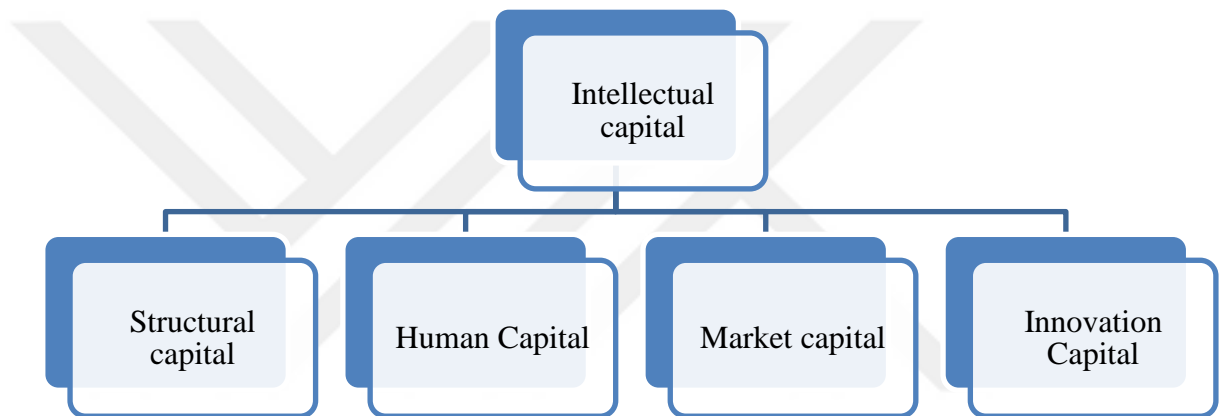 Intellectual
capital
Structural
capital
Human Capital
Market capital
Innovation
Capital